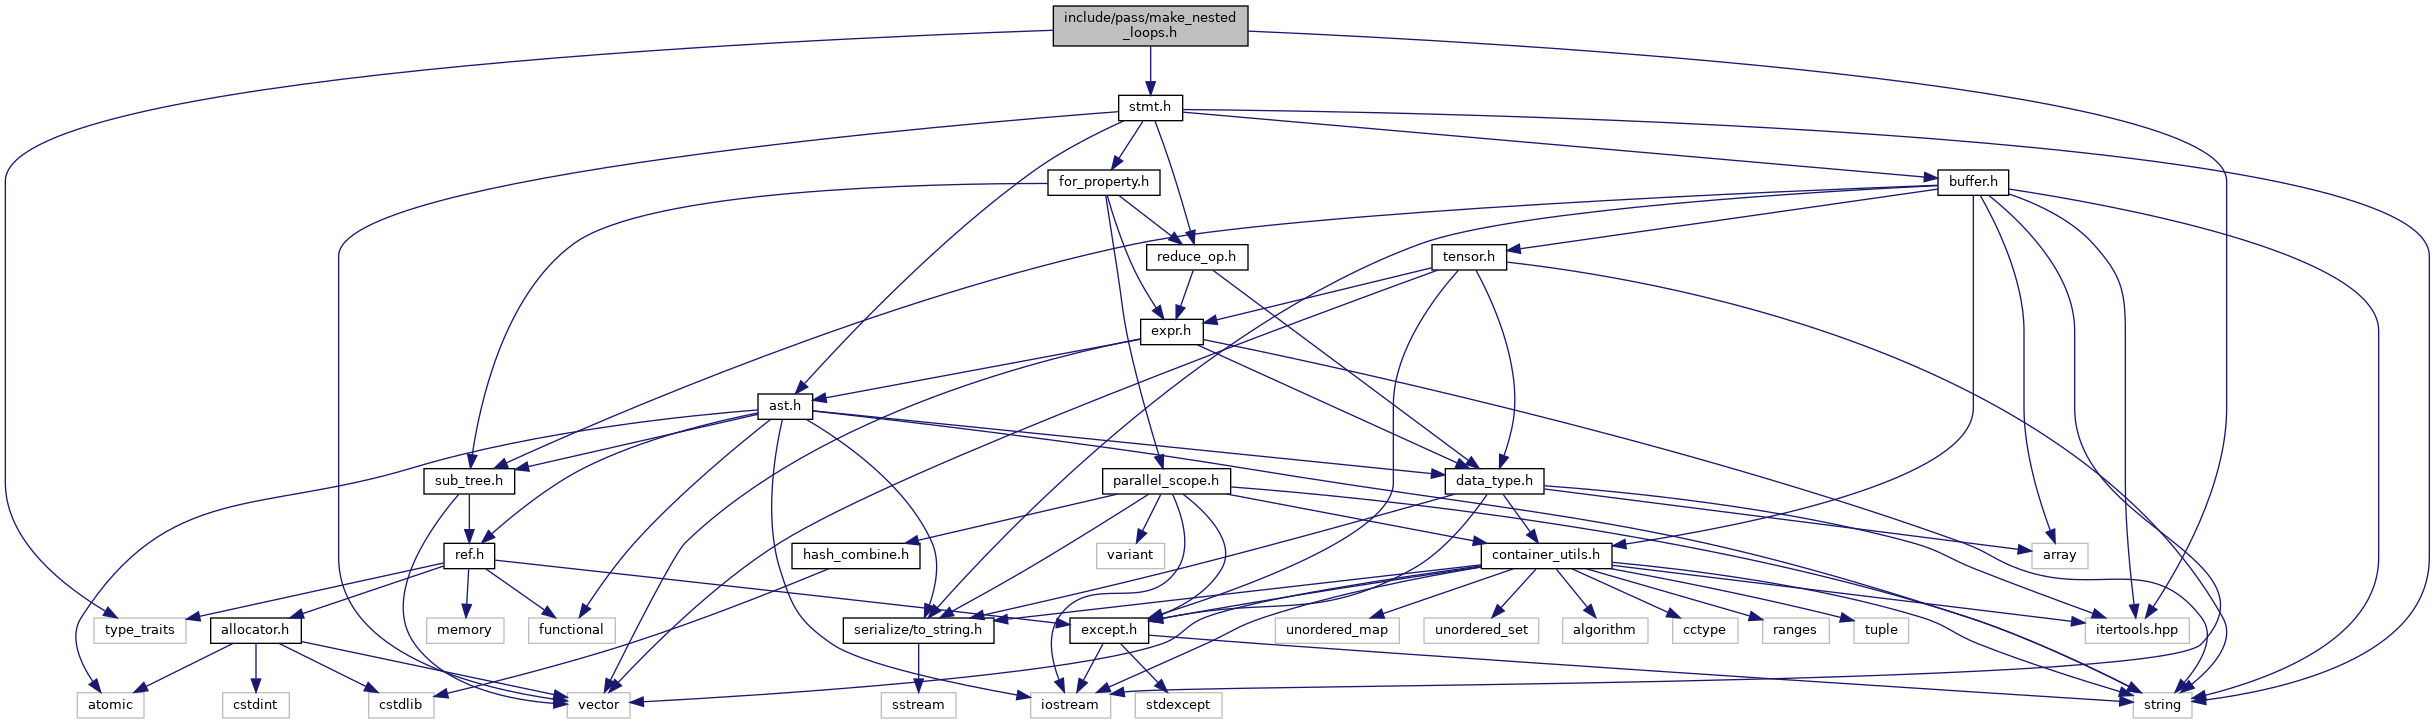 include/pass/make_nested
_loops.h
stmt.h
for_property.h
buffer.h
reduce_op.h
tensor.h
expr.h
ast.h
sub_tree.h
parallel_scope.h
data_type.h
ref.h
hash_combine.h
variant
container_utils.h
array
type_traits
allocator.h
memory
functional
serialize/to_string.h
except.h
unordered_map
unordered_set
algorithm
cctype
ranges
tuple
itertools.hpp
atomic
cstdint
cstdlib
vector
sstream
iostream
stdexcept
string